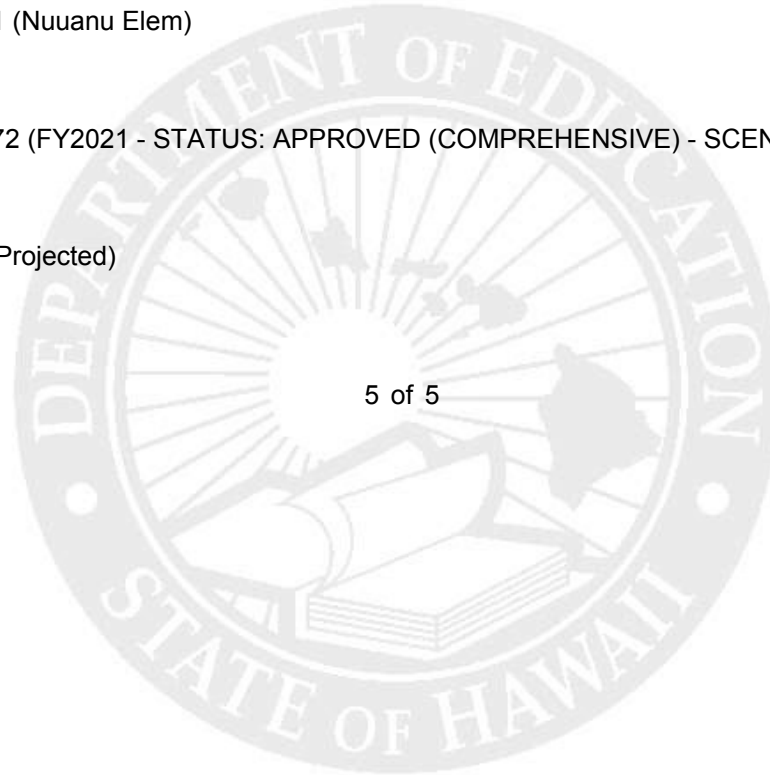 (Nuuanu Elem)
72 (FY2021 - STATUS: APPROVED (COMPREHENSIVE) - SCEN
Projected)
5 of 5
DEPARTMENT OF EDUCATION
STATE OF HAWAII